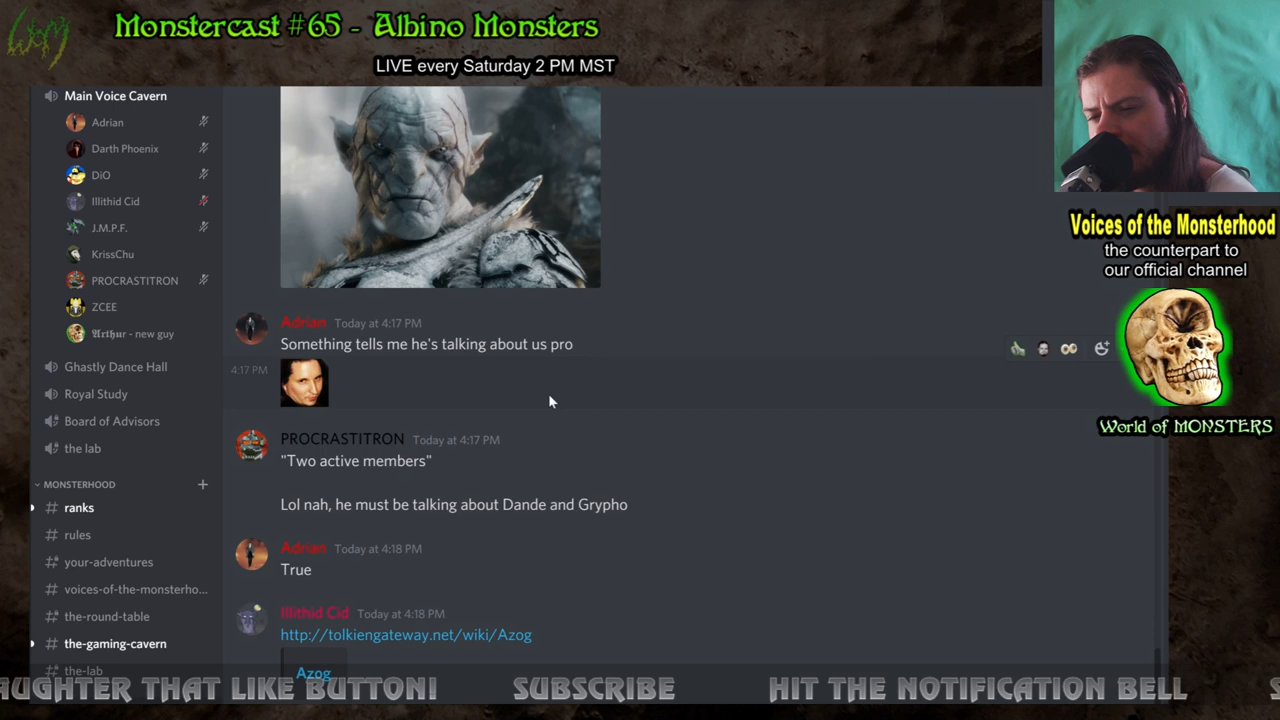 Monstercast #65 - Albino Monsters
LIVE every Saturday 2 PM MST
Main Voice Cavern
Adrian
Darth Phoenix
DiO
Illithid Cid
J.M.P.F.
KrissChu
PROCRASTITRON
ZCEE
𝕬𝖗𝖙𝖍𝖚𝖗 - new guy
Ghastly Dance Hall
Royal Study
Board of Advisors
the lab
MONSTERHOOD
# ranks
# rules
# your-adventures
# voices-of-the-monsterho...
# the-round-table
# the-gaming-cavern
# the-lab
Adrian Today at 4:17 PM
Something tells me he's talking about us pro
4:17 PM
PROCRASTITRON Today at 4:17 PM
"Two active members"
Lol nah, he must be talking about Dande and Grypho
Adrian Today at 4:18 PM
True
Illithid Cid Today at 4:18 PM
http://tolkiengateway.net/wiki/Azog
Azog
Voices of the Monsterhood
the counterpart to
our official channel
World of MONSTERS
AUGHTER THAT LIKE BUTTON! SUBSCRIBE HIT THE NOTIFICATION BELL S